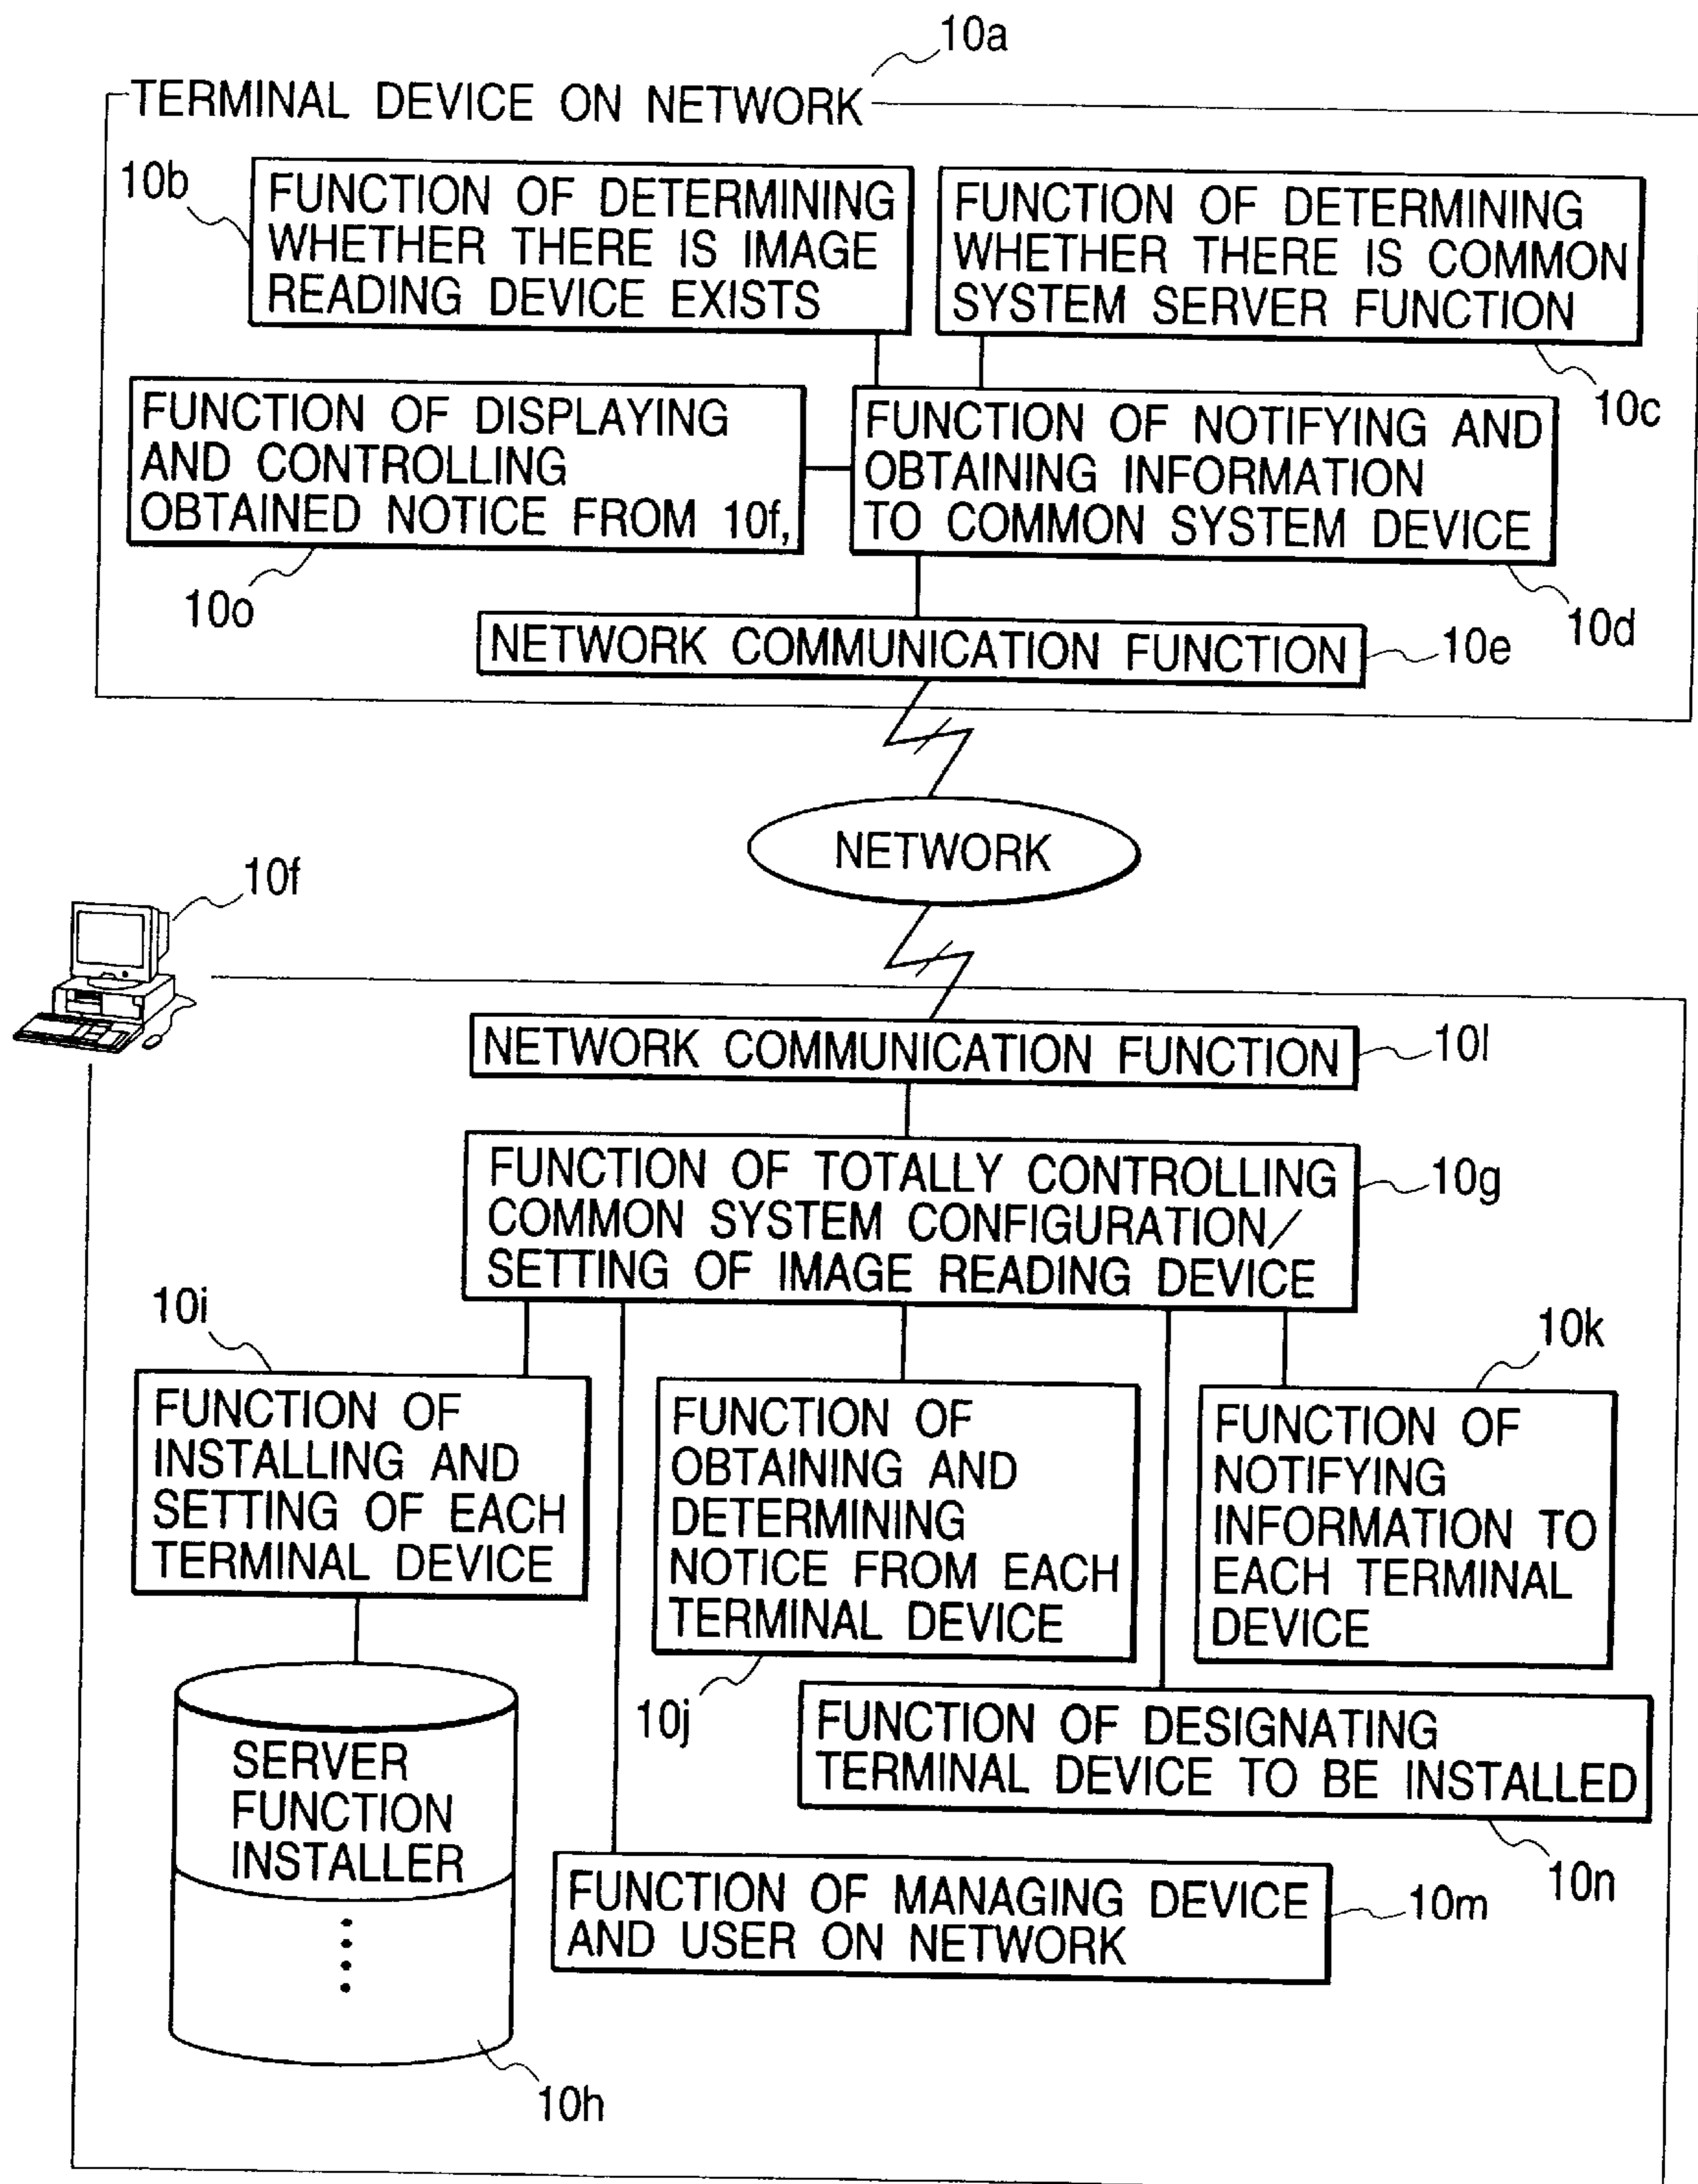 10a
TERMINAL DEVICE ON NETWORK
10b
FUNCTION OF DETERMINING
WHETHER THERE IS IMAGE
READING DEVICE EXISTS
FUNCTION OF DETERMINING
WHETHER THERE IS COMMON
SYSTEM SERVER FUNCTION
10c
FUNCTION OF DISPLAYING
AND CONTROLLING
OBTAINED NOTICE FROM 10f,
10o
FUNCTION OF NOTIFYING AND
OBTAINING INFORMATION
TO COMMON SYSTEM DEVICE
10d
NETWORK COMMUNICATION FUNCTION
10e
NETWORK
10f
NETWORK COMMUNICATION FUNCTION
10l
FUNCTION OF TOTALLY CONTROLLING
COMMON SYSTEM CONFIGURATION/
SETTING OF IMAGE READING DEVICE
10g
10i
FUNCTION OF
INSTALLING AND
SETTING OF EACH
TERMINAL DEVICE
FUNCTION OF
OBTAINING AND
DETERMINING
NOTICE FROM EACH
TERMINAL DEVICE
10j
10k
FUNCTION OF
NOTIFYING
INFORMATION TO
EACH TERMINAL
DEVICE
FUNCTION OF DESIGNATING
TERMINAL DEVICE TO BE INSTALLED
10n
SERVER
FUNCTION
INSTALLER
10h
FUNCTION OF MANAGING DEVICE
AND USER ON NETWORK
10m